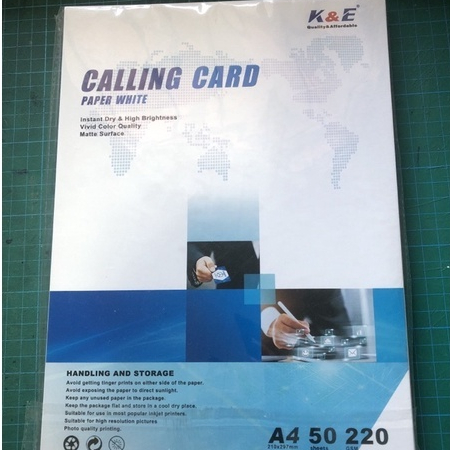 K&E
Quality&Affordable
CALLING CARD
PAPER WHITE
Instant Dry & High Brightness
Vivid Color Quality
Matte Surface
HANDLING AND STORAGE
Avoid getting finger prints on either side of the paper.
Avoid exposing the paper to direct sunlight.
Keep any unused paper in the package.
Keep the package flat and store in a cool dry place.
Suitable for use in most popular inkjet printers.
Suitable for high resolution pictures
Photo quality printing.
A4 50 220
210x297mm sheets GSM